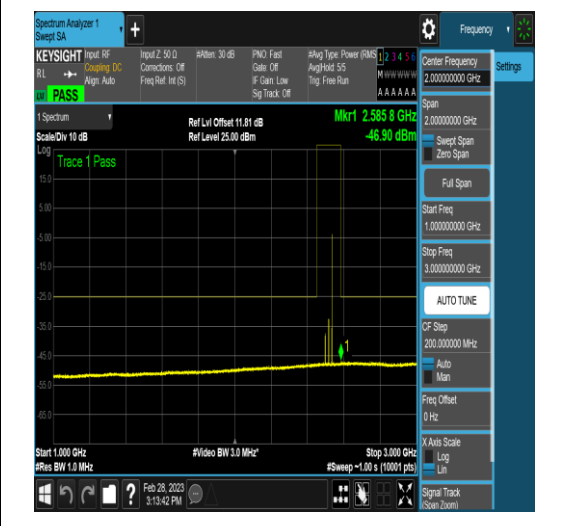 Spectrum Analyzer 1
Swept SA
+
Frequency
KEYSIGHT
RL
PASS
Input: RF
Coupling: DC
Align: Auto
Input Z: 50 Ω
Corrections: Off
Freq Ref: Int (S)
#Atten: 30 dB
PNO: Fast
Gate: Off
IF Gain: Low
Sig Track: Off
#Avg Type: Power (RMS
Avg|Hold: 5/5
Trig: Free Run
1 2 3 4 5 6
M W W W W W
A A A A A A
1 Spectrum
Scale/Div 10 dB
Ref Lvl Offset 11.81 dB
Ref Level 25.00 dBm
Mkr1 2.585 8 GHz
-46.90 dBm
Log
Trace 1 Pass
15.0
5.00
-5.00
-15.0
-25.0
-35.0
-45.0
-55.0
-65.0
1
Start 1.000 GHz
#Res BW 1.0 MHz
#Video BW 3.0 MHz*
Stop 3.000 GHz
#Sweep ~1.00 s (10001 pts)
?
Feb 28, 2023
3:13:42 PM
Center Frequency
2.000000000 GHz
Span
2.00000000 GHz
Swept Span
Zero Span
Full Span
Start Freq
1.000000000 GHz
Stop Freq
3.000000000 GHz
AUTO TUNE
CF Step
200.000000 MHz
Auto
Man
Freq Offset
0 Hz
X Axis Scale
Log
Lin
Signal Track
(Span Zoom)
Settings